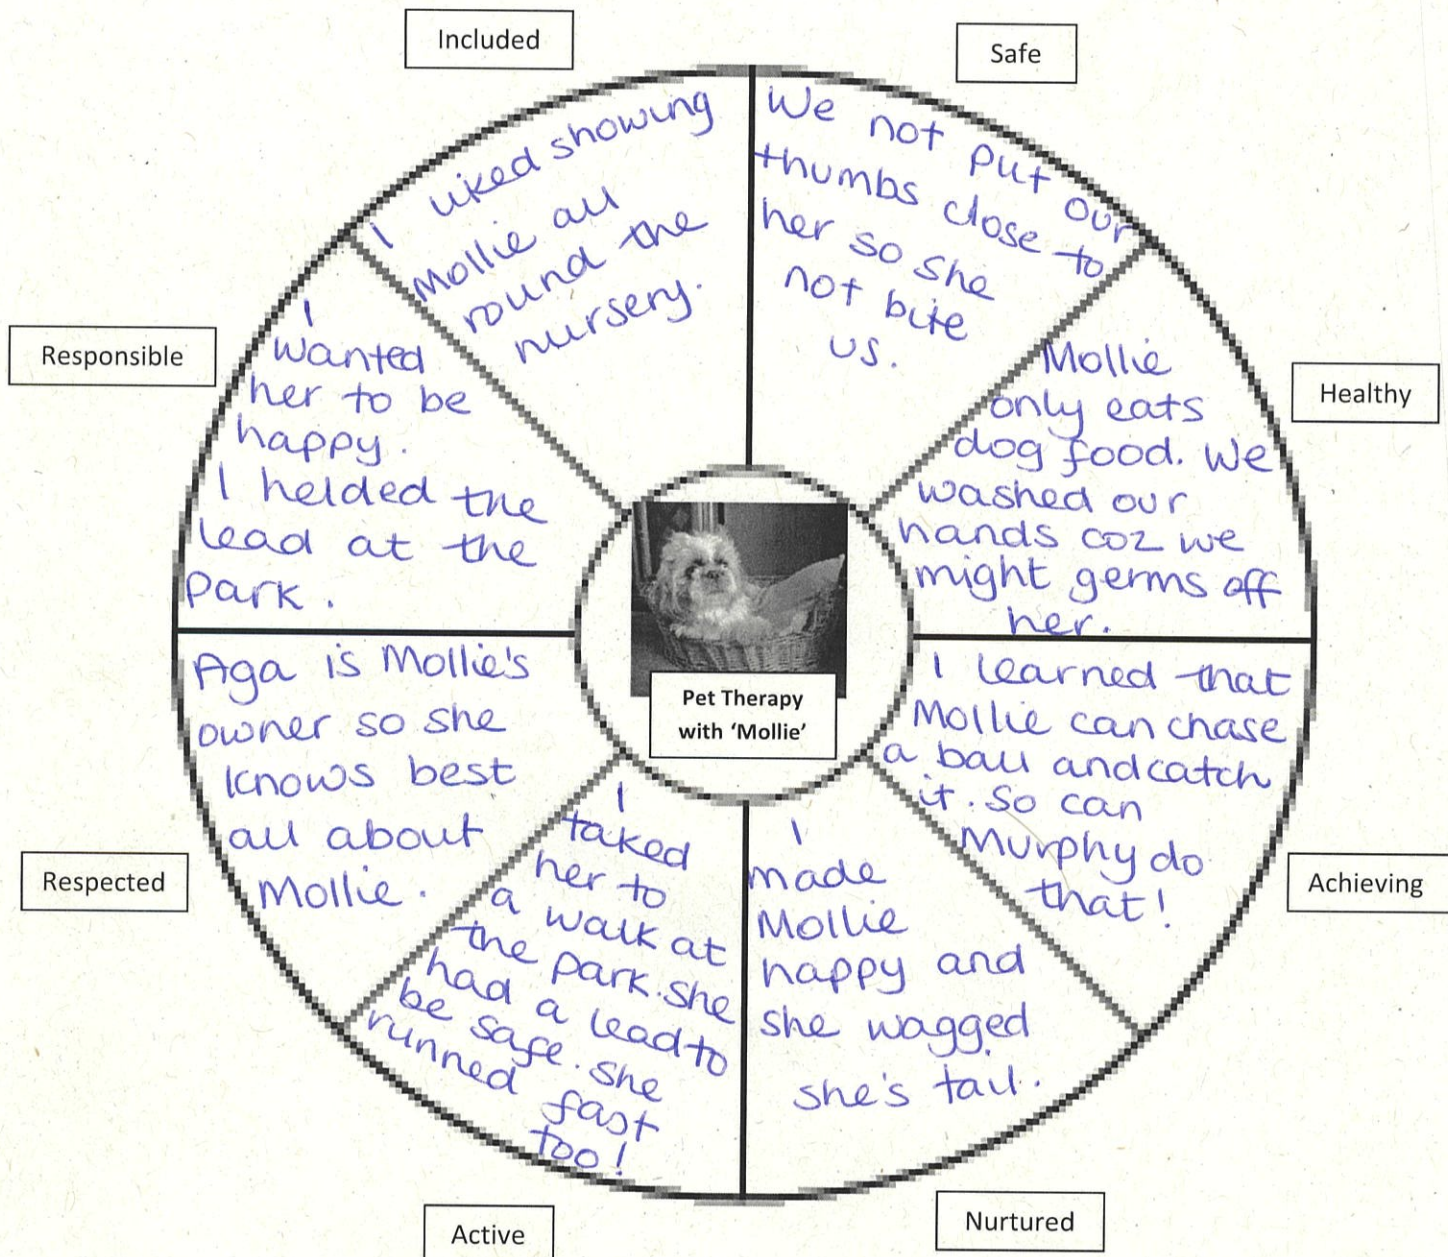 Included
I liked showing
Mollie all
round the
nursery.
Safe
We not put our
thumbs close to
her so she
not bite
us.
Healthy
Mollie
only eats
dog food. We
washed our
hands coz we
might germs off
her.
Achieving
I learned that
Mollie can chase
a ball and catch
it. So can
Murphy do
that!
Nurtured
I
made
Mollie
happy and
she wagged
she's tail.
Active
I
taked
her to
a walk at
the park. she
had a lead to
be safe. She
runned fast
too!
Respected
Aga is Mollie's
owner so she
knows best
all about
Mollie.
Responsible
I
wanted
her to be
happy.
I helded the
lead at the
park.
Pet Therapy
with ‘Mollie’